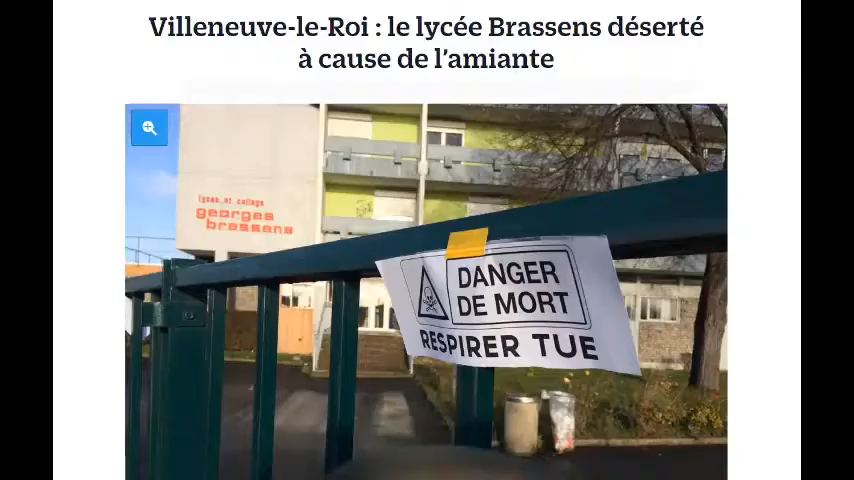 Villeneuve-le-Roi : le lycée Brassens déserté
à cause de l'amiante
lycée et collège
georges
brassens
DANGER
DE MORT
RESPIRER TUE